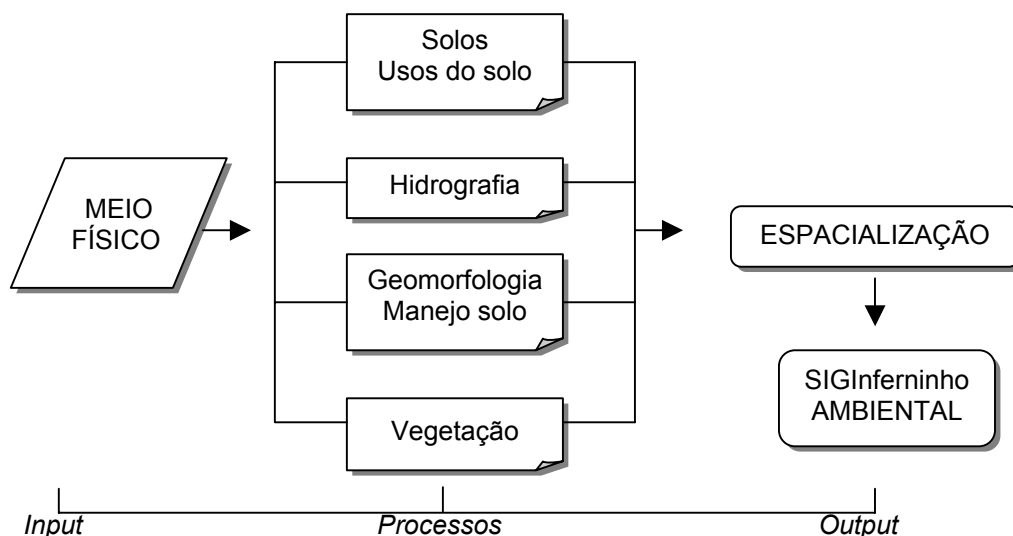 Solos
Usos do solo
MEIO
FÍSICO
Hidrografia
Geomorfologia
Manejo solo
Vegetação
ESPACIALIZAÇÃO
SIGInferninho
AMBIENTAL
Input
Processos
Output